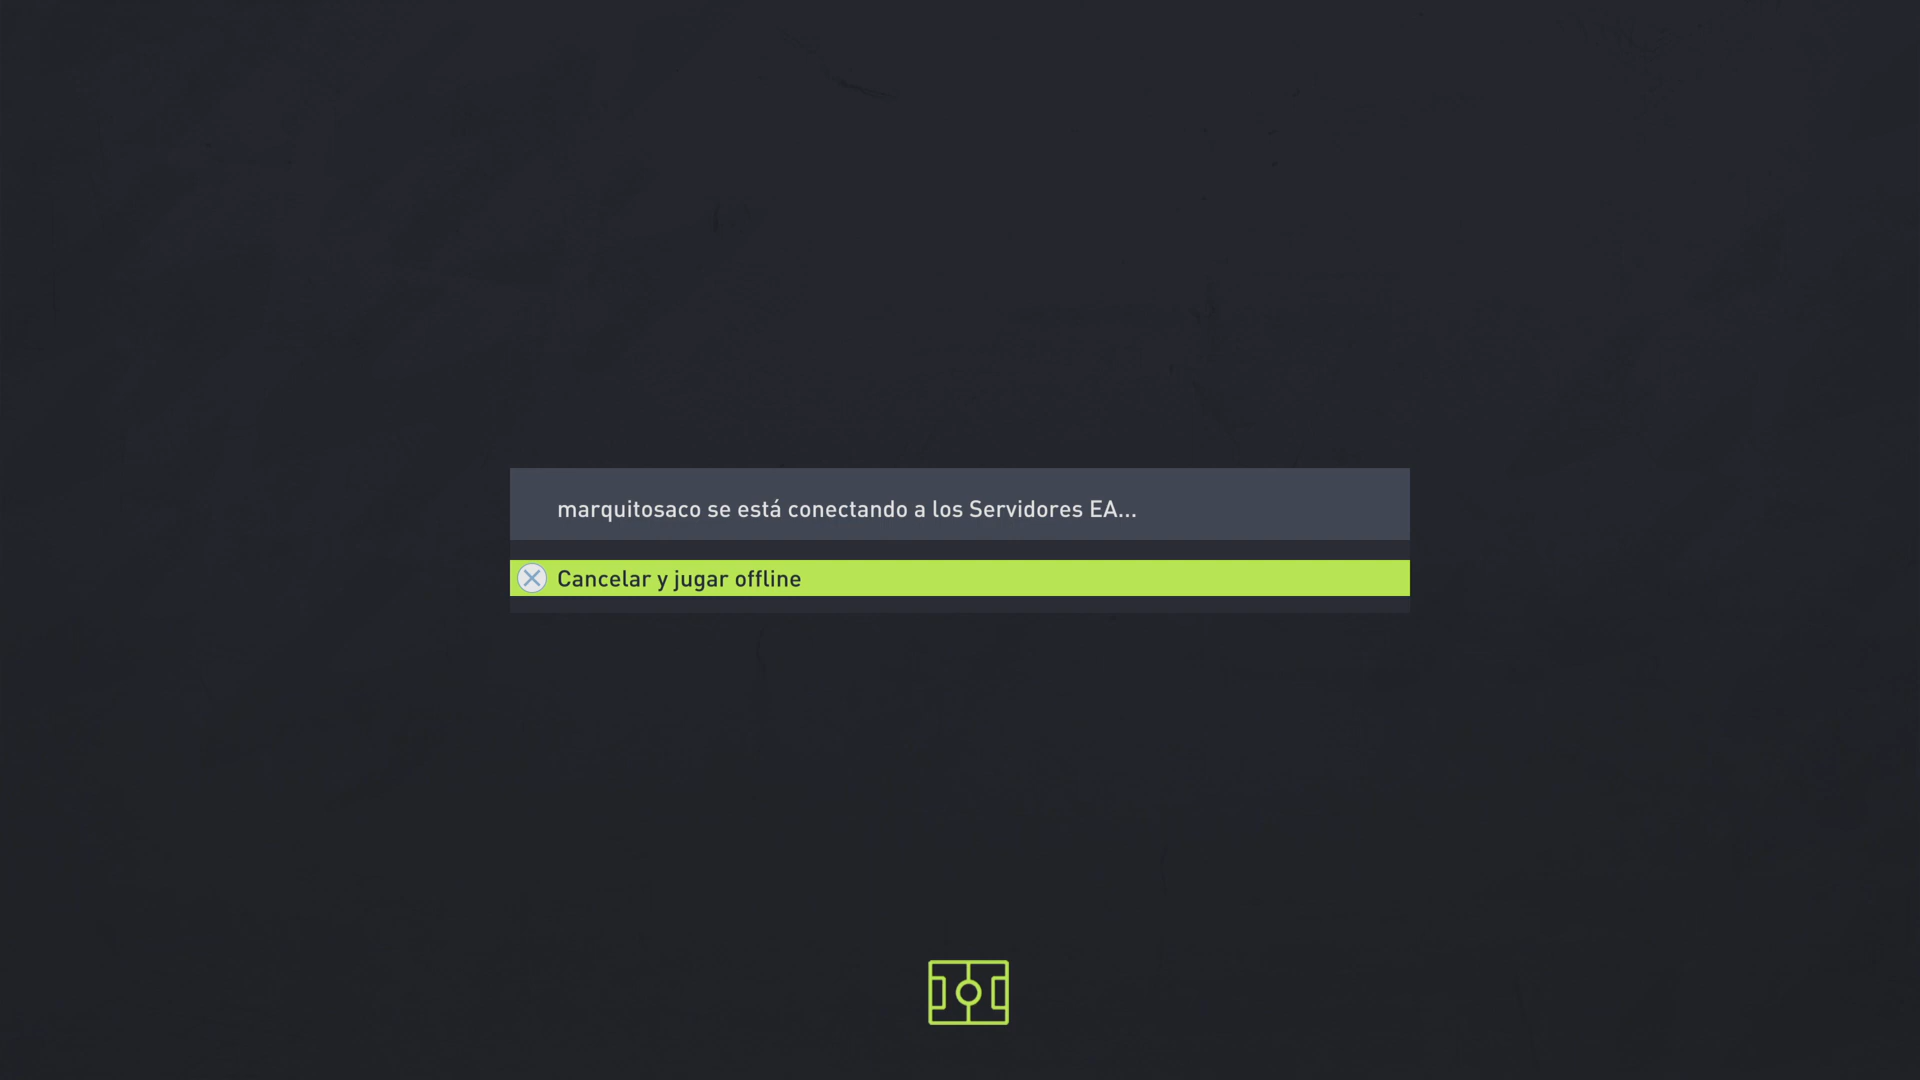 marquitosaco se está conectando a los Servidores EA...
Cancelar y jugar offline